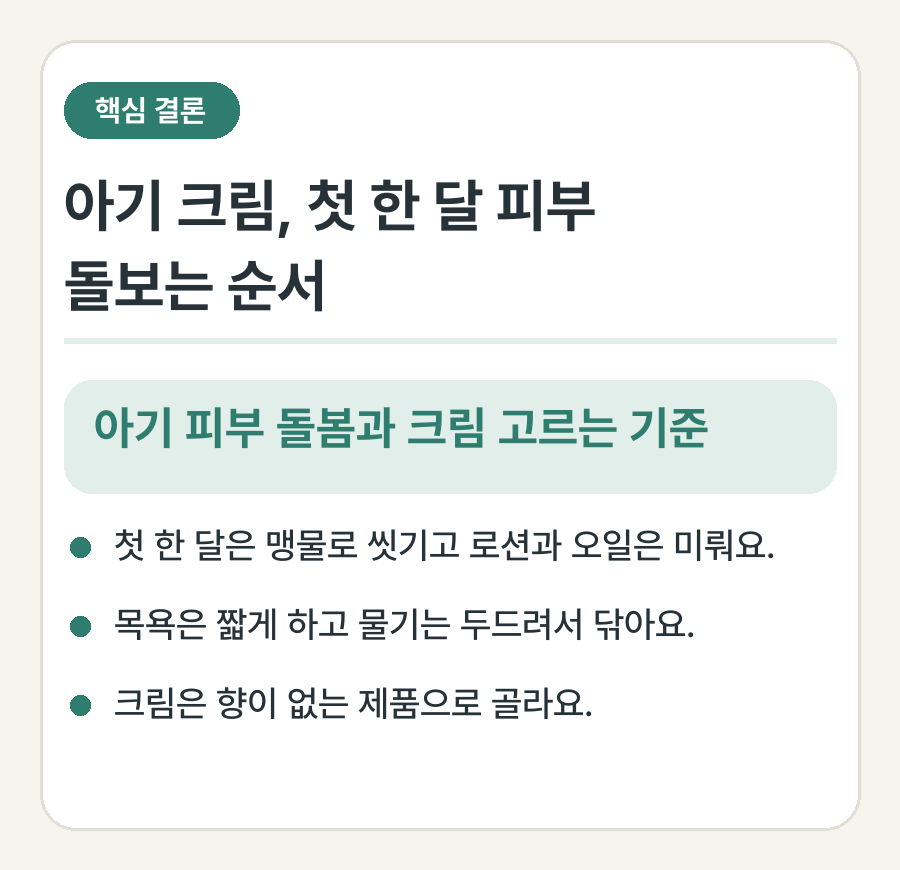 핵심 결론
아기 크림, 첫 한 달 피부
돌보는 순서
아기 피부 돌봄과 크림 고르는 기준
첫 한 달은 맹물로 씻기고 로션과 오일은 미뤄요.
목욕은 짧게 하고 물기는 두드려서 닦아요.
크림은 향이 없는 제품으로 골라요.